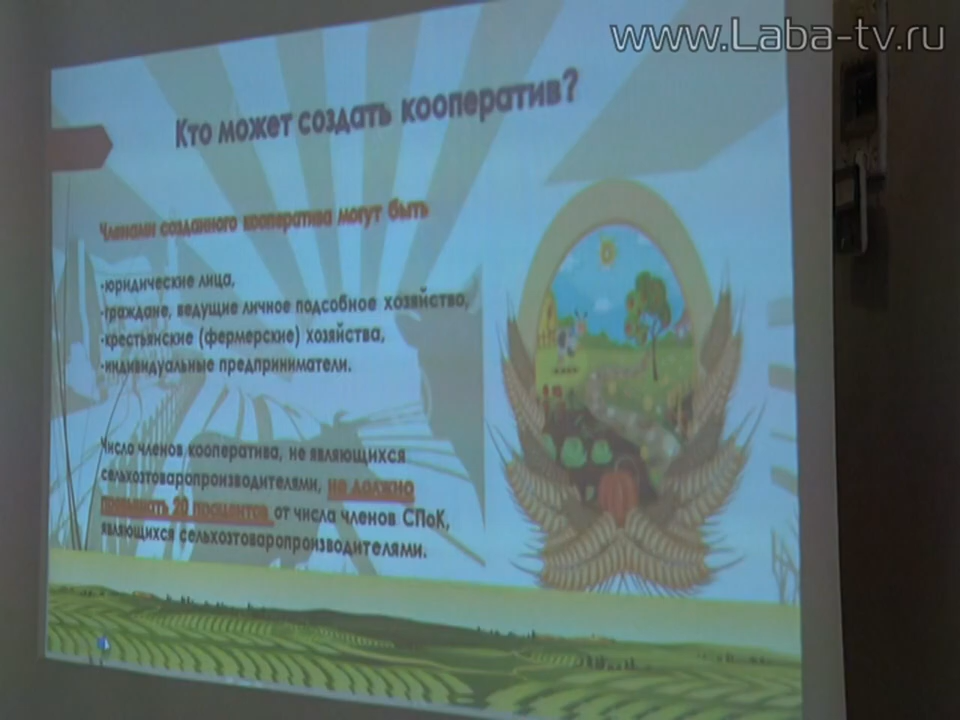 www.Laba-tv.ru
Кто может создать кооператив?
Членами созданного кооператива могут быть
-юридические лица,
-граждане, ведущие личное подсобное хозяйство,
-крестьянские (фермерские) хозяйства,
-индивидуальные предприниматели.
Число членов кооператива, не являющихся
сельхозтоваропроизводителями, не должно
превышать 20 процентов от числа членов СПоК,
являющихся сельхозтоваропроизводителями.